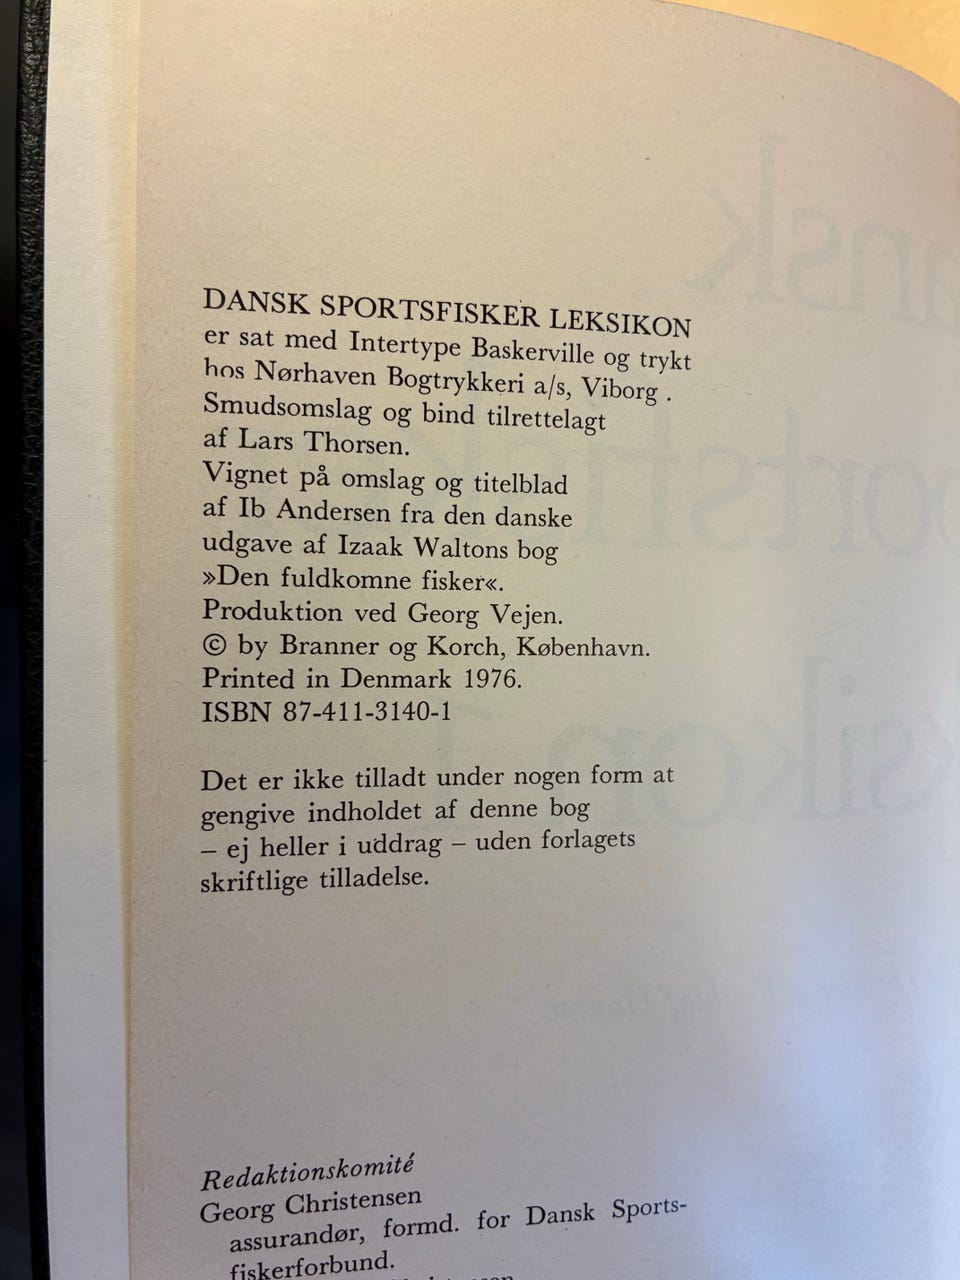 DANSK SPORTSFISKER LEKSIKON
er sat med Intertype Baskerville og trykt
hos Nørhaven Bogtrykkeri a/s, Viborg .
Smudsomslag og bind tilrettelagt
af Lars Thorsen.
Vignet på omslag og titelblad
af Ib Andersen fra den danske
udgave af Izaak Waltons bog
»Den fuldkomne fisker«.
Produktion ved Georg Vejen.
© by Branner og Korch, København.
Printed in Denmark 1976.
ISBN 87-411-3140-1
Det er ikke tilladt under nogen form at
gengive indholdet af denne bog
– ej heller i uddrag – uden forlagets
skriftlige tilladelse.
Redaktionskomité
Georg Christensen
assurandør, formd. for Dansk Sports-
fiskerforbund.